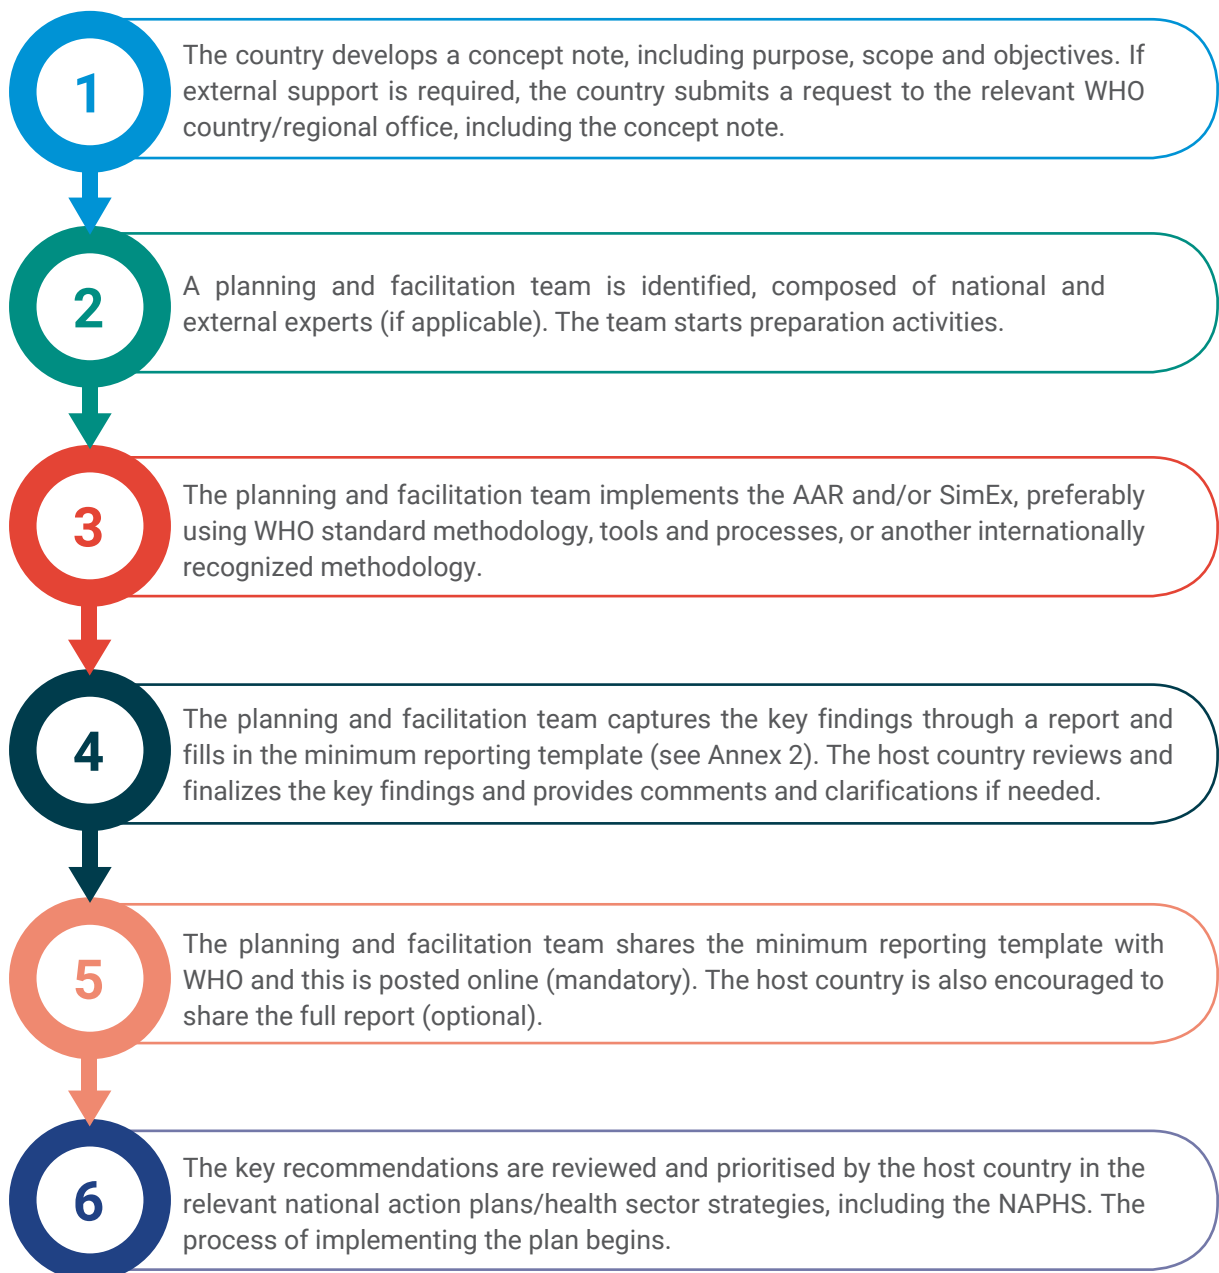 1
The country develops a concept note, including purpose, scope and objectives. If
external support is required, the country submits a request to the relevant WHO
country/regional office, including the concept note.
2
A planning and facilitation team is identified, composed of national and
external experts (if applicable). The team starts preparation activities.
3
The planning and facilitation team implements the AAR and/or SimEx, preferably
using WHO standard methodology, tools and processes, or another internationally
recognized methodology.
4
The planning and facilitation team captures the key findings through a report and
fills in the minimum reporting template (see Annex 2). The host country reviews and
finalizes the key findings and provides comments and clarifications if needed.
5
The planning and facilitation team shares the minimum reporting template with
WHO and this is posted online (mandatory). The host country is also encouraged to
share the full report (optional).
6
The key recommendations are reviewed and prioritised by the host country in the
relevant national action plans/health sector strategies, including the NAPHS. The
process of implementing the plan begins.